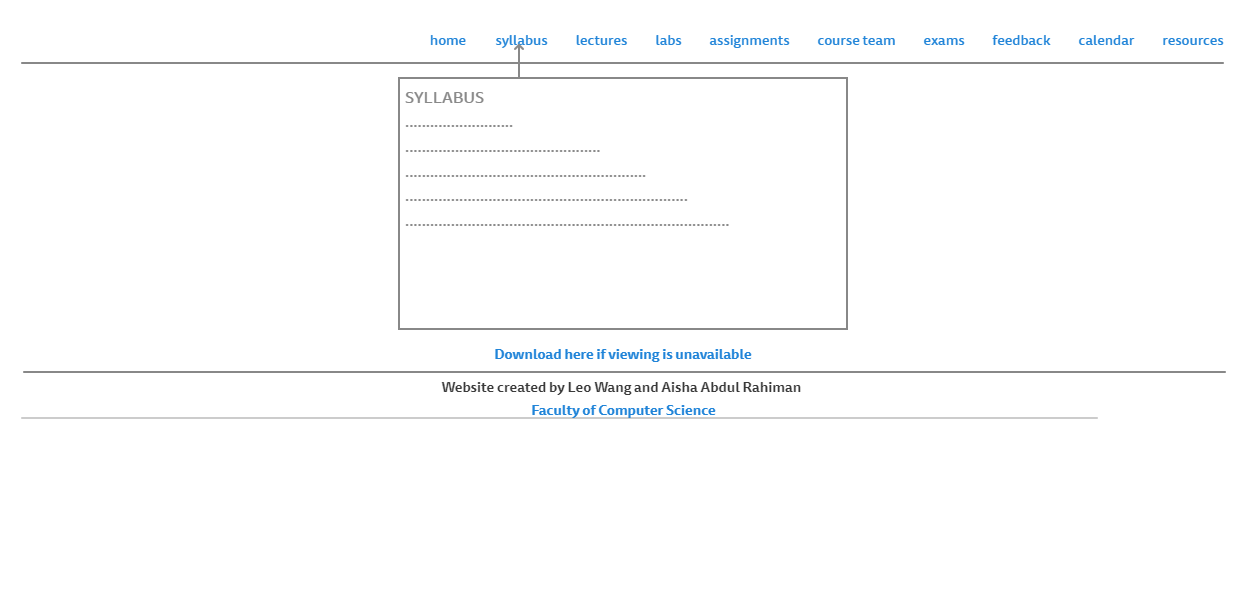 home syllabus lectures labs assignments course team exams feedback calendar resources
SYLLABUS
Download here if viewing is unavailable
Website created by Leo Wang and Aisha Abdul Rahiman
Faculty of Computer Science